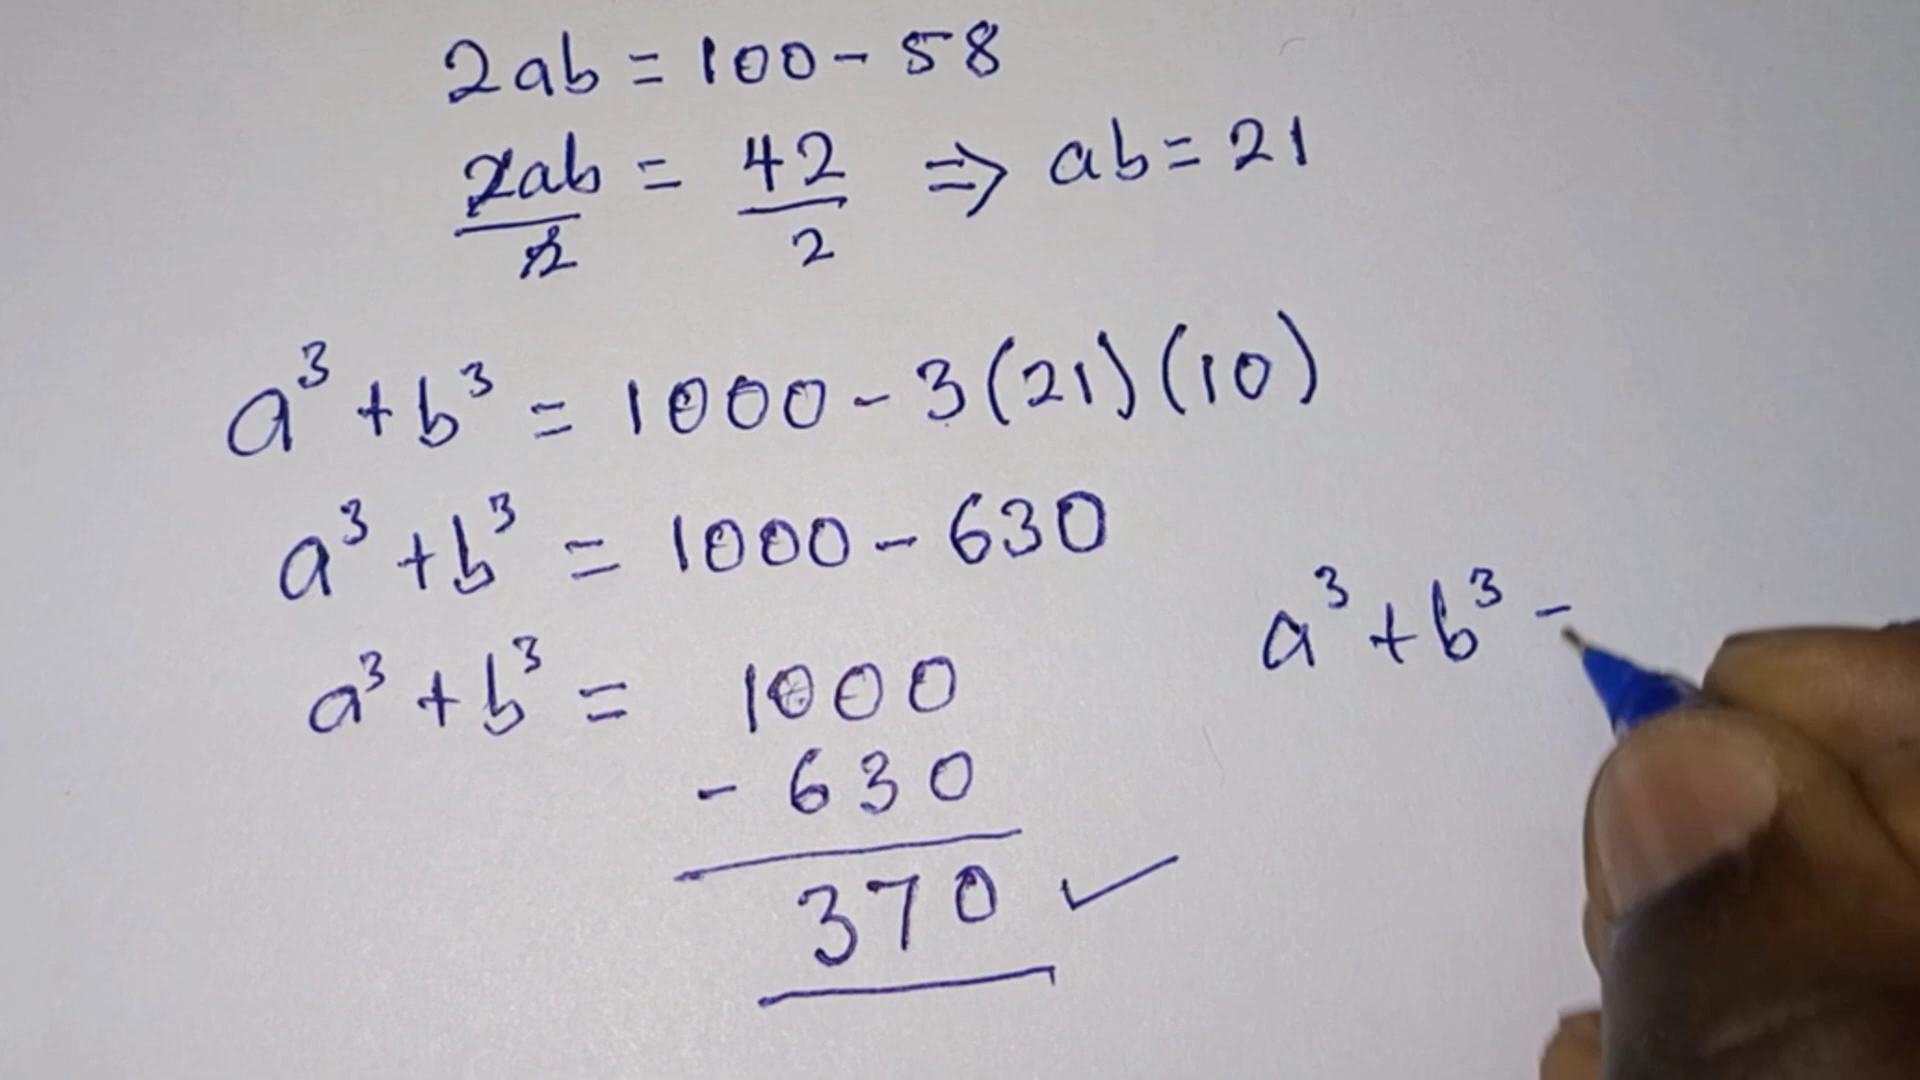 2ab = 100 - 58
2ab/2 = 42/2 ⇒ ab = 21
a³ + b³ = 1000 - 3(21)(10)
a³ + b³ = 1000 - 630
a³ + b³ = 1000
- 630
370 ✓
a³ + b³ -